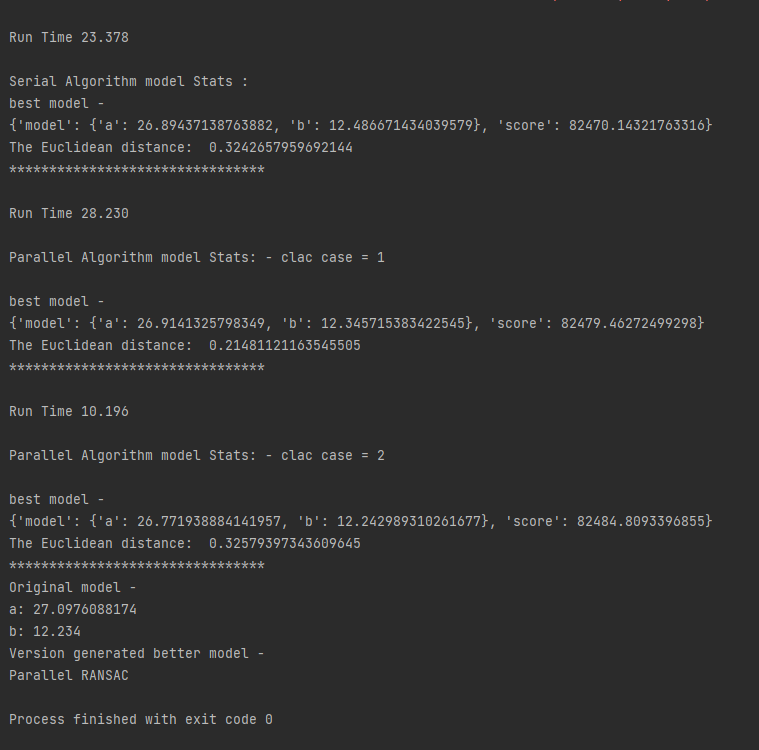 Run Time 23.378
Serial Algorithm model Stats :
best model -
{'model': {'a': 26.89437138763882, 'b': 12.486671434039579}, 'score': 82470.14321763316}
The Euclidean distance:  0.3242657959692144
********************************
Run Time 28.230
Parallel Algorithm model Stats: - clac case = 1
best model -
{'model': {'a': 26.9141325798349, 'b': 12.345715383422545}, 'score': 82479.46272499298}
The Euclidean distance:  0.21481121163545505
********************************
Run Time 10.196
Parallel Algorithm model Stats: - clac case = 2
best model -
{'model': {'a': 26.771938884141957, 'b': 12.242989310261677}, 'score': 82484.8093396855}
The Euclidean distance:  0.32579397343609645
********************************
Original model -
a: 27.0976088174
b: 12.234
Version generated better model -
Parallel RANSAC
Process finished with exit code 0